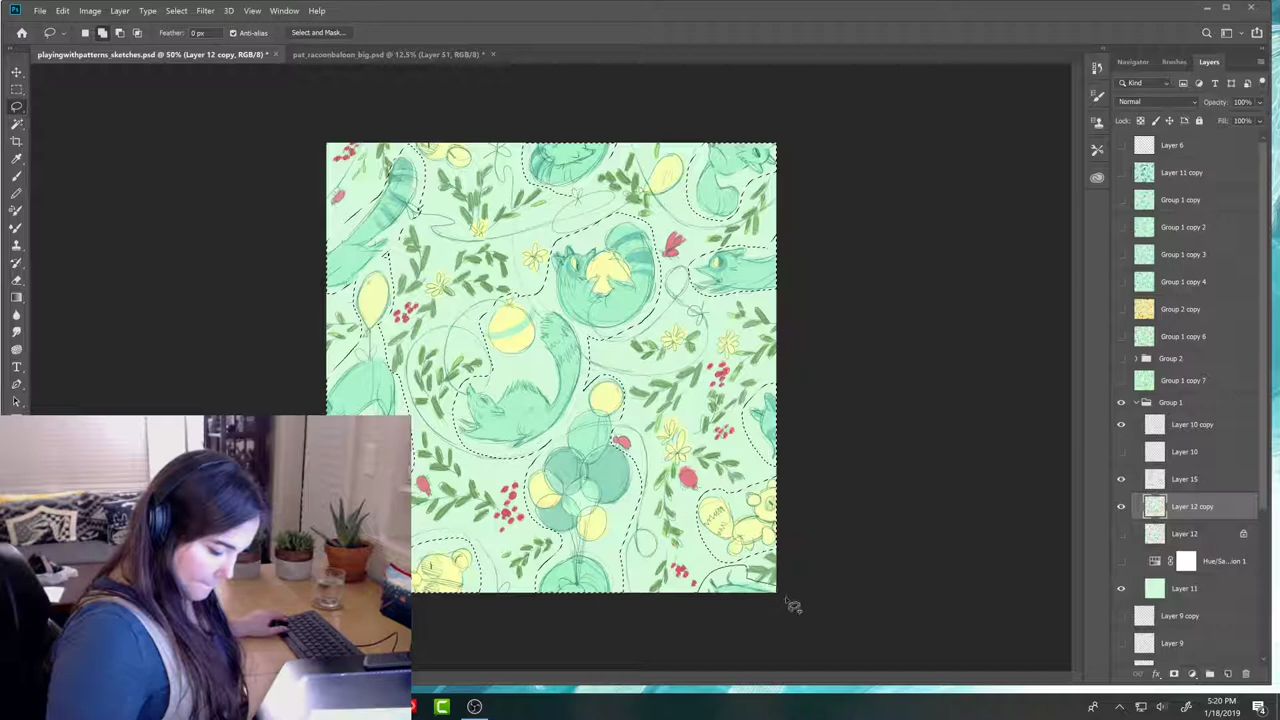 Ps File Edit Image Layer Type Select Filter 3D View Window Help
Feather: 0 px Anti-alias Select and Mask...
playingwithpatterns_sketches.psd @ 50% (Layer 12 copy, RGB/8) * ×
pat_racoonbaloon_big.psd @ 12.5% (Layer 51, RGB/8) * ×
Navigator Brushes Layers
Kind
Normal Opacity: 100%
Lock: Fill: 100%
Layer 6
Layer 11 copy
Group 1 copy
Group 1 copy 2
Group 1 copy 3
Group 1 copy 4
Group 2 copy
Group 1 copy 6
Group 2
Group 1 copy 7
Group 1
Layer 10 copy
Layer 10
Layer 15
Layer 12 copy
Layer 12
Hue/Sa...ion 1
Layer 11
Layer 9 copy
Layer 9
fx
5:20 PM
1/18/2019
4